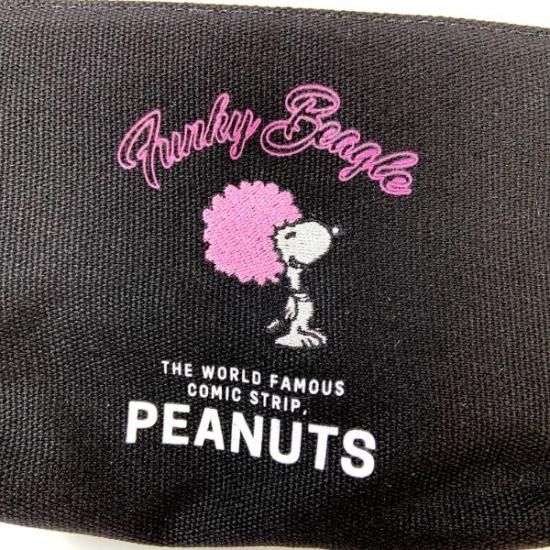 Funky Beagle
THE WORLD FAMOUS
COMIC STRIP,
PEANUTS